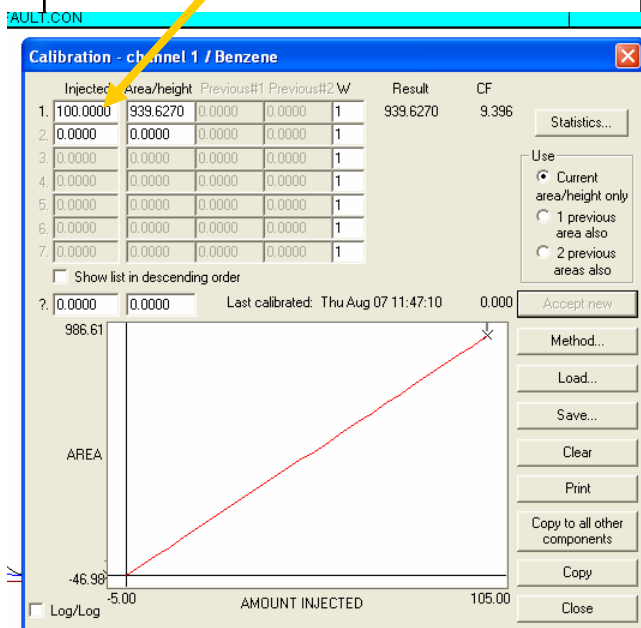 FAULT.CON
Calibration - channel 1 / Benzene
Injected Area/height Previous#1 Previous#2 W Result CF
1. 100.0000 939.6270 0.0000 0.0000 1 939.6270 9.396
2. 0.0000 0.0000 0.0000 0.0000 1
3. 0.0000 0.0000 0.0000 0.0000 1
4. 0.0000 0.0000 0.0000 0.0000 1
5. 0.0000 0.0000 0.0000 0.0000 1
6. 0.0000 0.0000 0.0000 0.0000 1
7. 0.0000 0.0000 0.0000 0.0000 1
Show list in descending order
?. 0.0000 0.0000 Last calibrated: Thu Aug 07 11:47:10 0.000
986.61
AREA
-46.98
-5.00 AMOUNT INJECTED 105.00
Log/Log
Statistics...
Use
Current
area/height only
1 previous
area also
2 previous
areas also
Accept new
Method...
Load...
Save...
Clear
Print
Copy to all other
components
Copy
Close